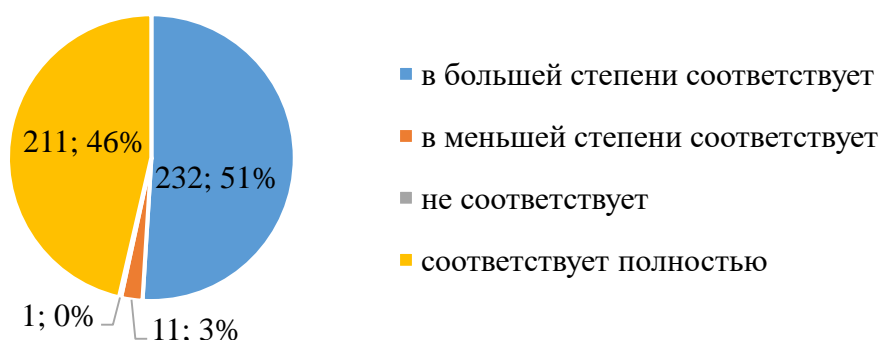 211; 46%
232; 51%
1; 0%
11; 3%
в большей степени соответствует
в меньшей степени соответствует
не соответствует
соответствует полностью